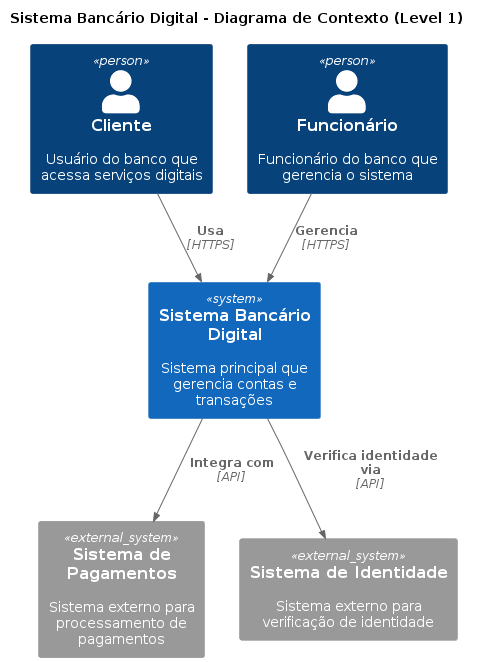 Sistema Bancário Digital - Diagrama de Contexto (Level 1)
«person»
Cliente
Usuário do banco que
acessa serviços digitais
«person»
Funcionário
Funcionário do banco que
gerencia o sistema
Usa
[HTTPS]
Gerencia
[HTTPS]
«system»
Sistema Bancário
Digital
Sistema principal que
gerencia contas e
transações
Integra com
[API]
Verifica identidade
via
[API]
«external_system»
Sistema de
Pagamentos
Sistema externo para
processamento de
pagamentos
«external_system»
Sistema de Identidade
Sistema externo para
verificação de identidade